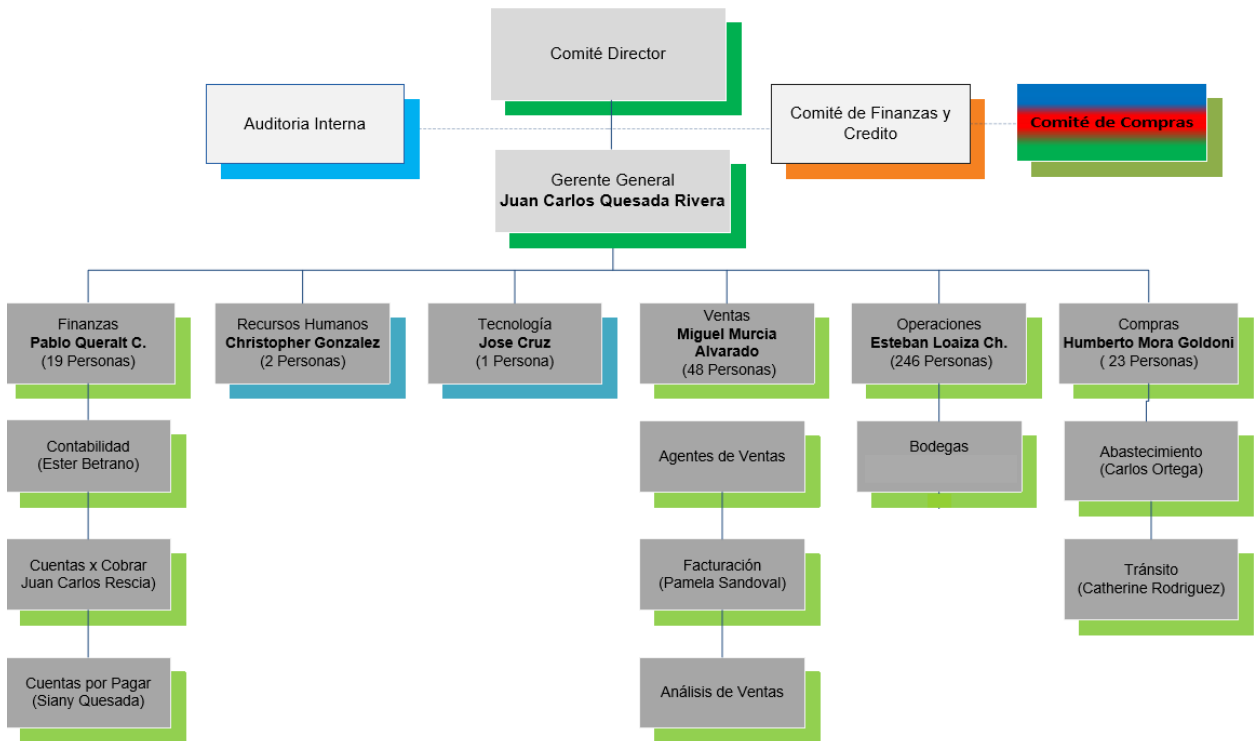 Comité Director
Auditoria Interna
Comité de Finanzas y
Credito
Comité de Compras
Gerente General
Juan Carlos Quesada Rivera
Finanzas
Pablo Queralt C.
(19 Personas)
Recursos Humanos
Christopher Gonzalez
(2 Personas)
Tecnología
Jose Cruz
(1 Persona)
Ventas
Miguel Murcia
Alvarado
(48 Personas)
Operaciones
Esteban Loaiza Ch.
(246 Personas)
Compras
Humberto Mora Goldoni
( 23 Personas)
Contabilidad
(Ester Betrano)
Agentes de Ventas
Bodegas
Abastecimiento
(Carlos Ortega)
Cuentas x Cobrar
Juan Carlos Rescia)
Facturación
(Pamela Sandoval)
Tránsito
(Catherine Rodriguez)
Cuentas por Pagar
(Siany Quesada)
Análisis de Ventas